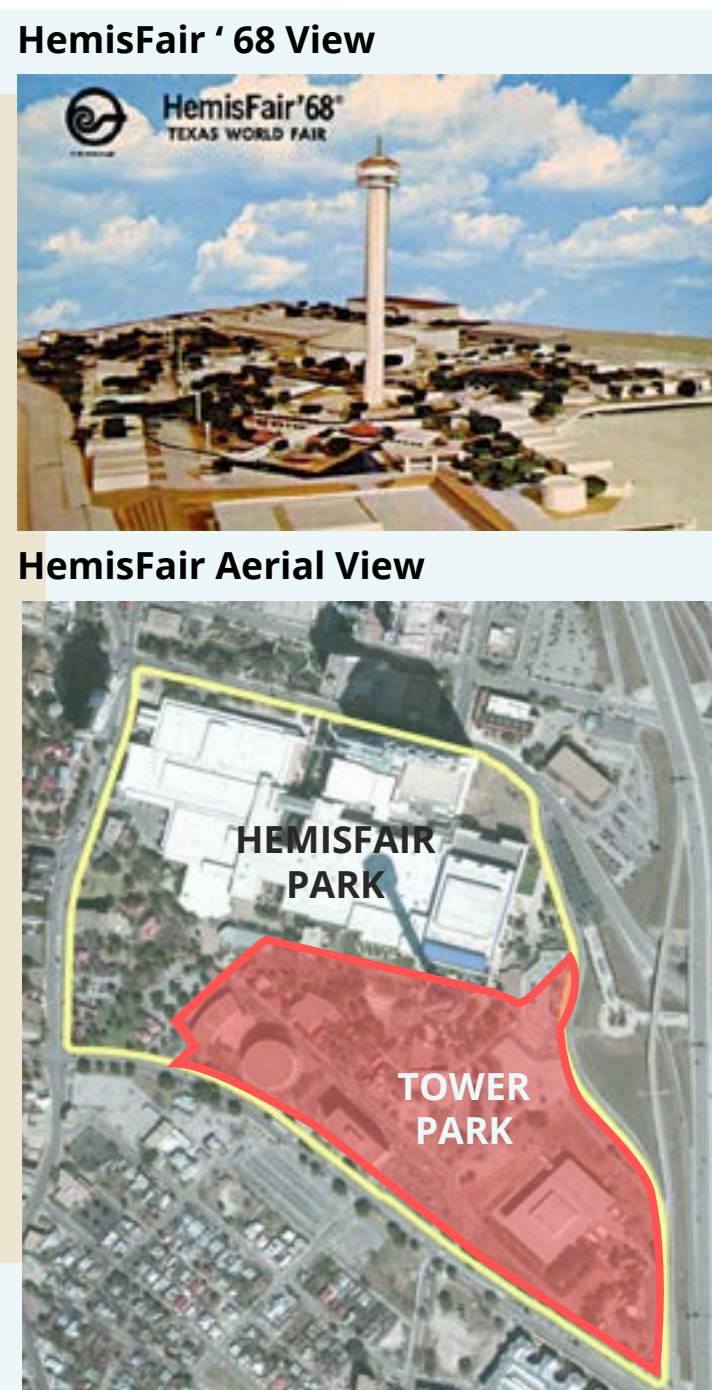 HemisFair ‘ 68 View
HemisFair'68®
TEXAS WORLD FAIR
HemisFair Aerial View
HEMISFAIR
PARK
TOWER
PARK